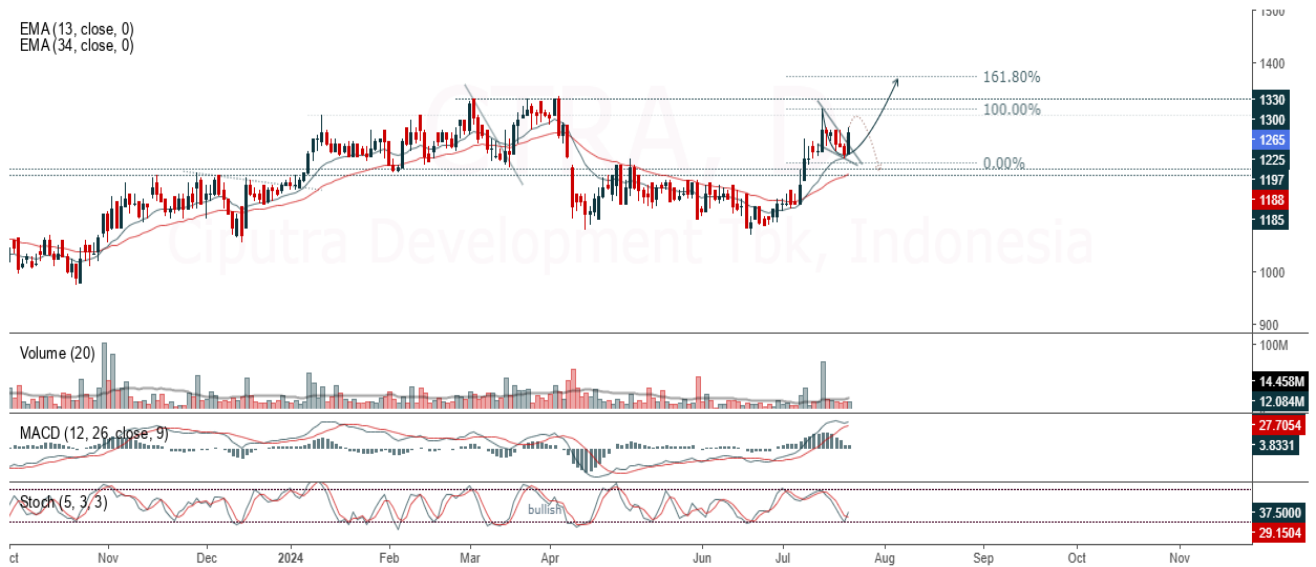 1500
EMA (13, close, 0)
EMA (34, close, 0)
1400
161.80%
CTRA, D
100.00%
1330
1300
1265
0.00%
1225
1197
1188
1185
Ciputra Development Tbk, Indonesia
1000
900
Volume (20)
100M
14.458M
12.084M
MACD (12, 26, close, 9)
27.7054
3.8331
Stoch (5, 3, 3)
bullish
37.5000
29.1504
ct Nov Dec 2024 Feb Mar Apr Jun Jul Aug Sep Oct Nov